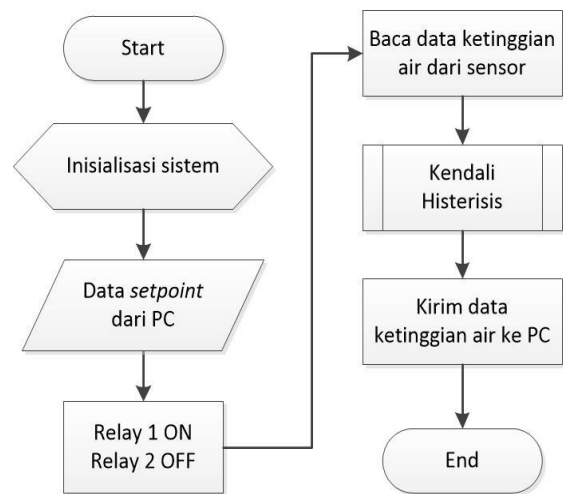 Start
Inisialisasi sistem
Data setpoint
dari PC
Relay 1 ON
Relay 2 OFF
Baca data ketinggian
air dari sensor
Kendali
Histerisis
Kirim data
ketinggian air ke PC
End